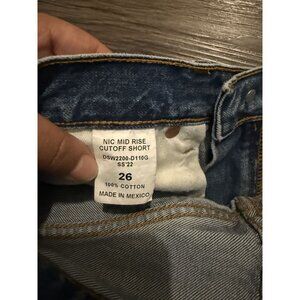 NIC MID RISE
CUTOFF SHORT
DSW2200-D110G
SS'22
26
100% COTTON
MADE IN MEXICO